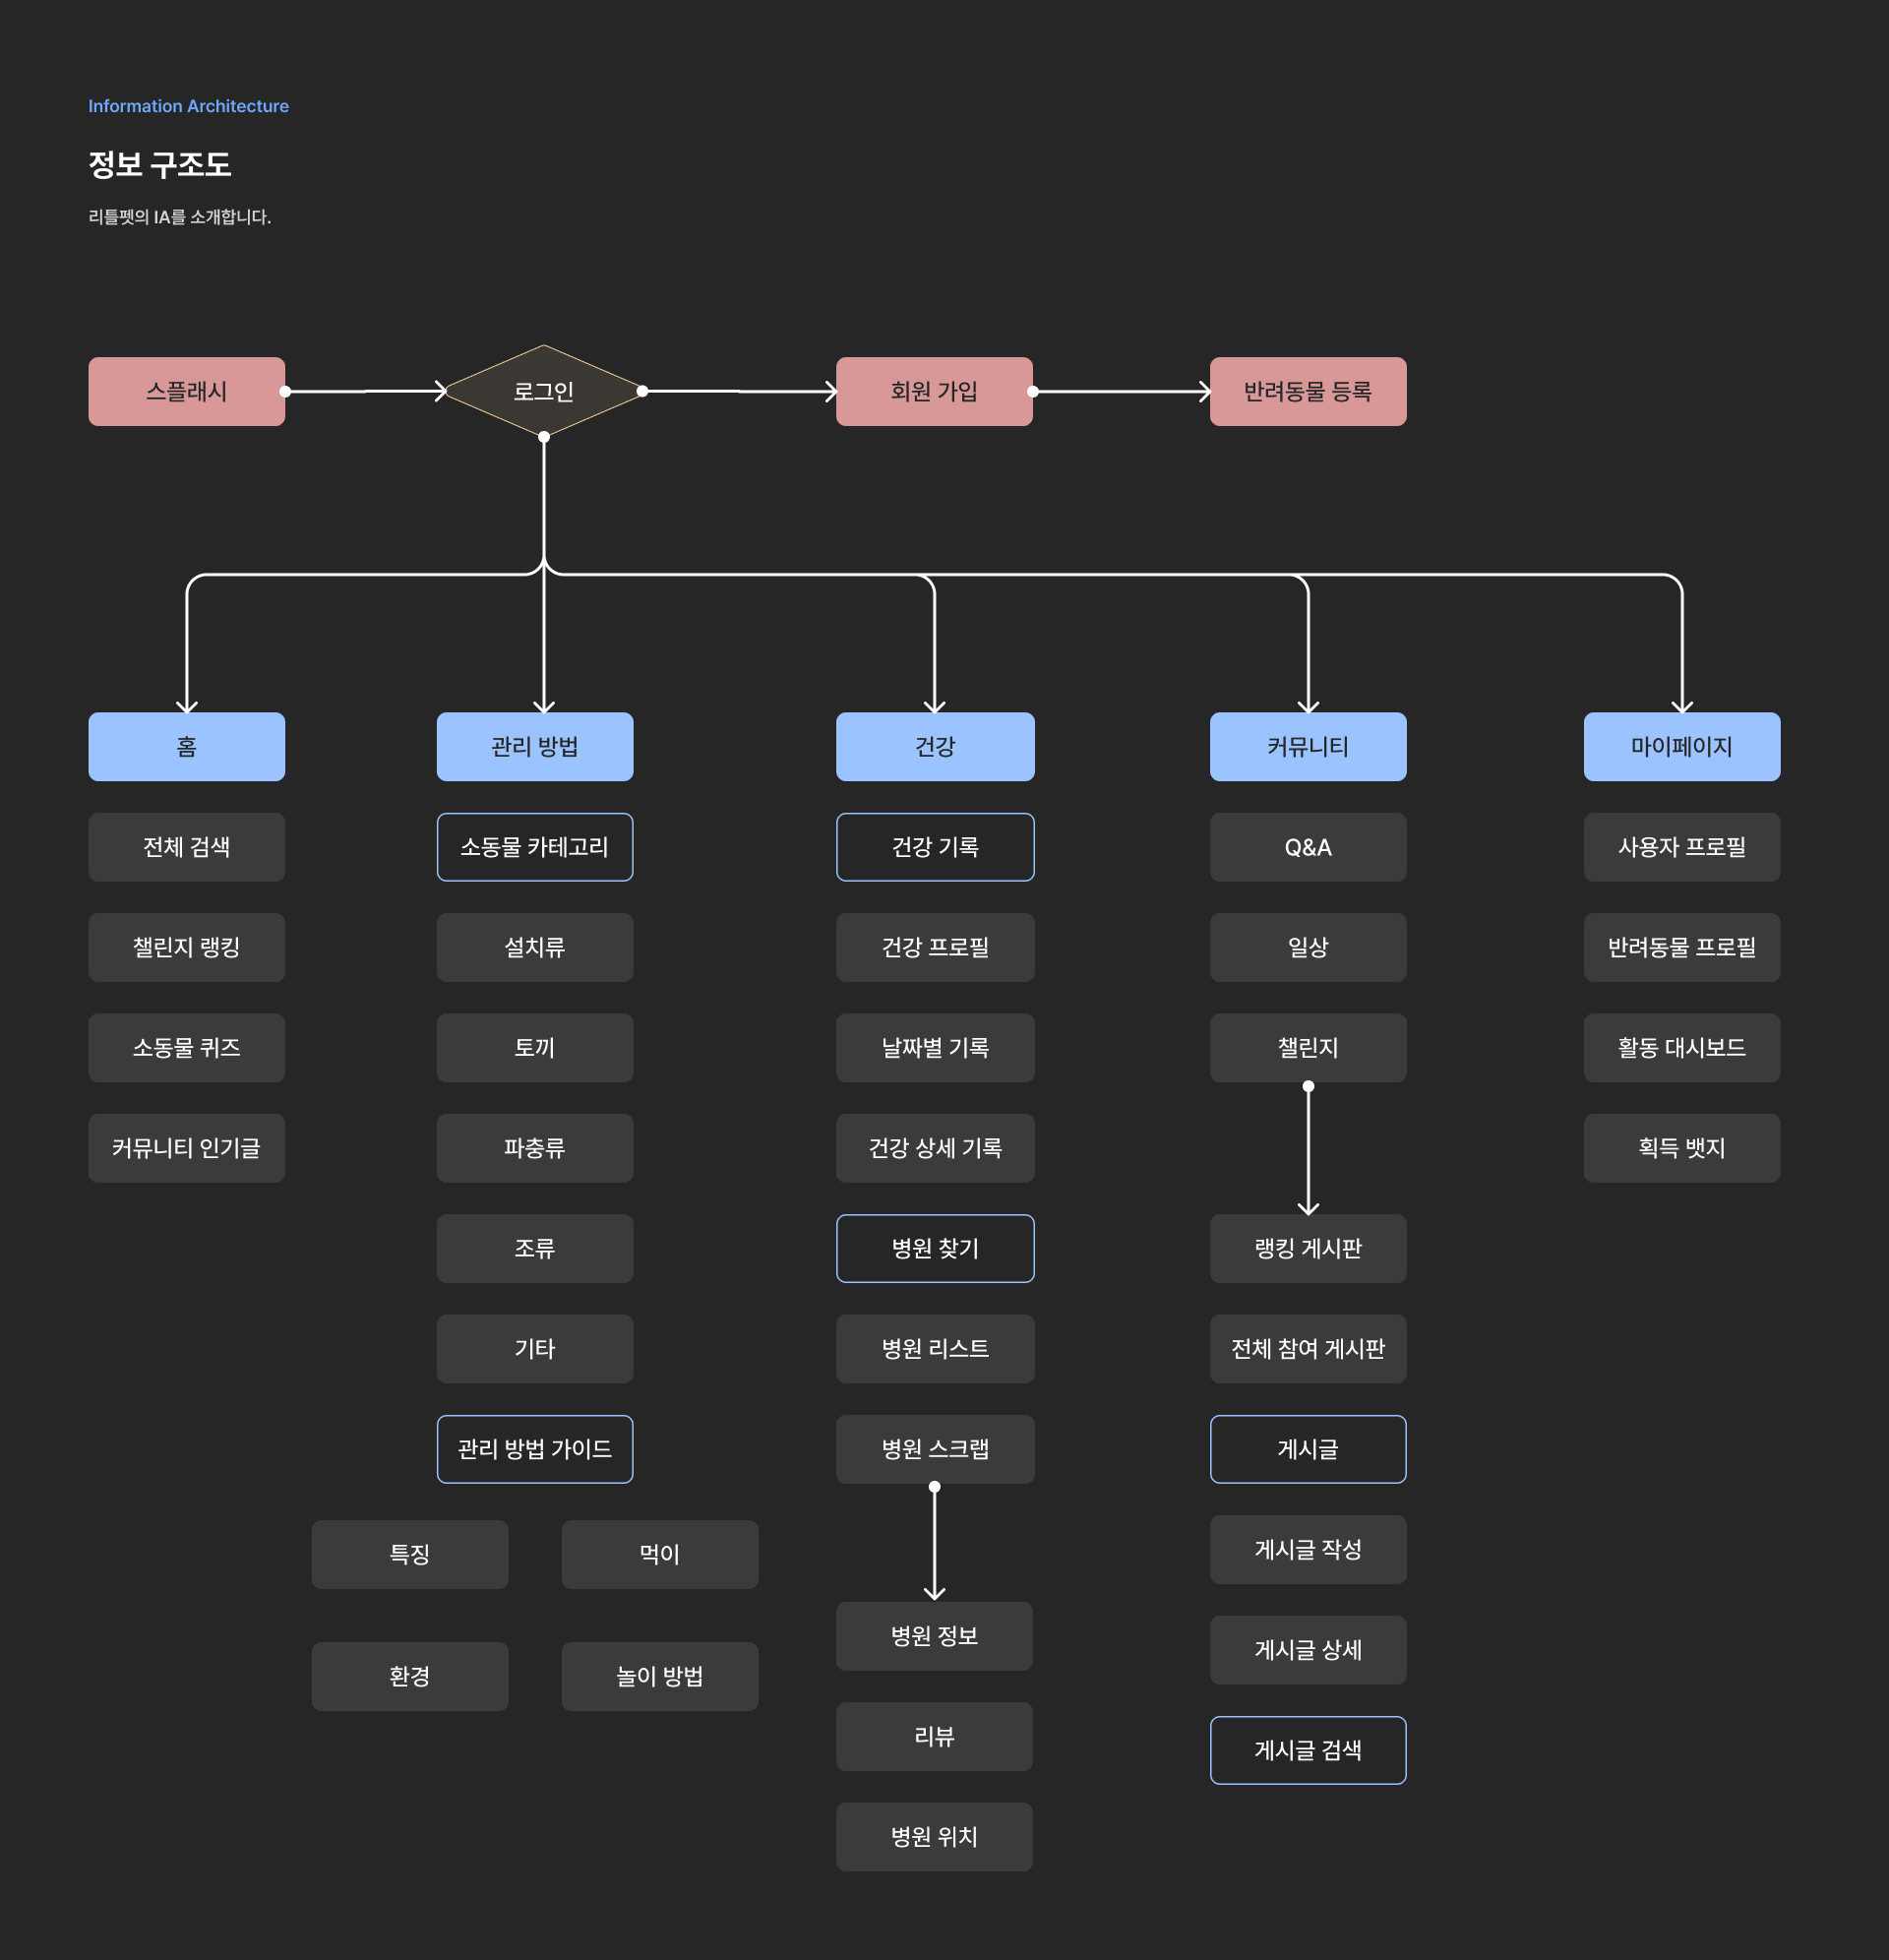 Information Architecture
정보 구조도
리틀펫의 IA를 소개합니다.
스플래시
로그인
회원 가입
반려동물 등록
홈
전체 검색
챌린지 랭킹
소동물 퀴즈
커뮤니티 인기글
관리 방법
소동물 카테고리
설치류
토끼
파충류
조류
기타
관리 방법 가이드
특징
먹이
환경
놀이 방법
건강
건강 기록
건강 프로필
날짜별 기록
건강 상세 기록
병원 찾기
병원 리스트
병원 스크랩
병원 정보
리뷰
병원 위치
커뮤니티
Q&A
일상
챌린지
랭킹 게시판
전체 참여 게시판
게시글
게시글 작성
게시글 상세
게시글 검색
마이페이지
사용자 프로필
반려동물 프로필
활동 대시보드
획득 뱃지